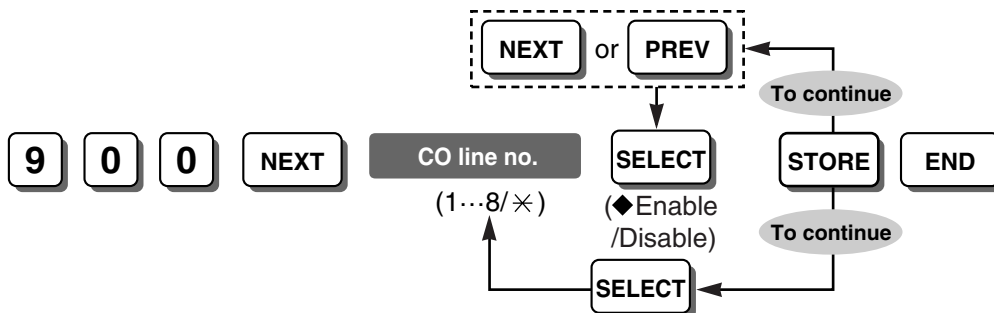 NEXT or PREV
To continue
9 0 0 NEXT CO line no. SELECT STORE END
(1···8/✳) (◆Enable
/Disable)
To continue
SELECT